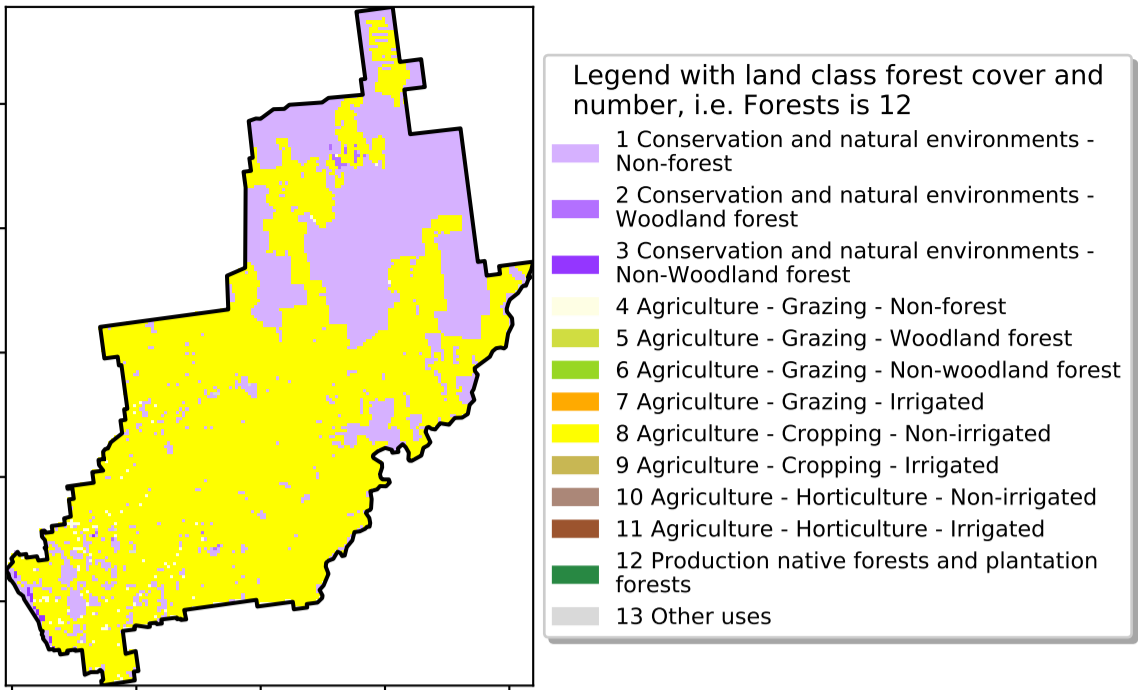 Legend with land class forest cover and
number, i.e. Forests is 12
1 Conservation and natural environments -
Non-forest
2 Conservation and natural environments -
Woodland forest
3 Conservation and natural environments -
Non-Woodland forest
4 Agriculture - Grazing - Non-forest
5 Agriculture - Grazing - Woodland forest
6 Agriculture - Grazing - Non-woodland forest
7 Agriculture - Grazing - Irrigated
8 Agriculture - Cropping - Non-irrigated
9 Agriculture - Cropping - Irrigated
10 Agriculture - Horticulture - Non-irrigated
11 Agriculture - Horticulture - Irrigated
12 Production native forests and plantation
forests
13 Other uses